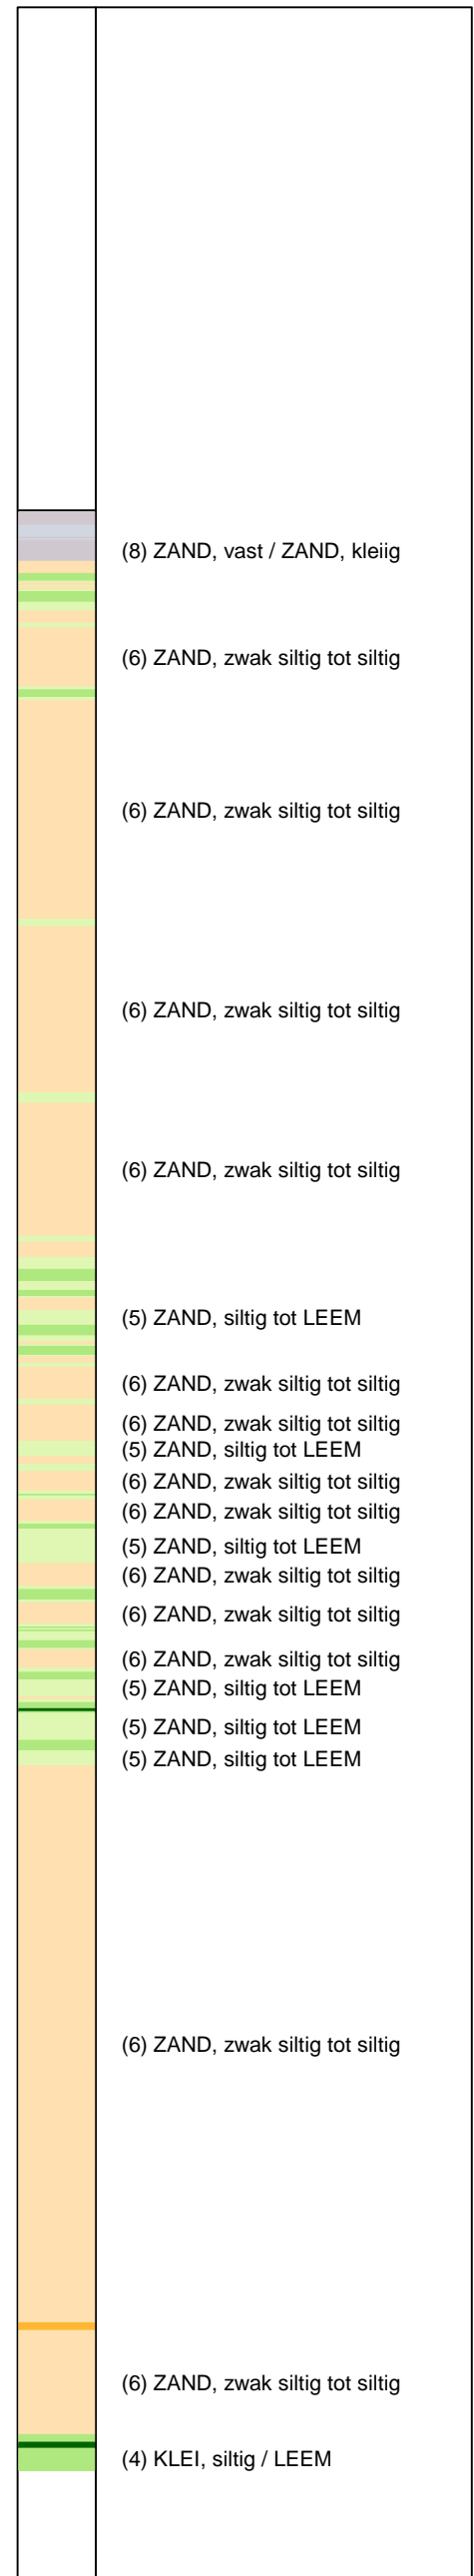 (8) ZAND, vast / ZAND, kleiig
(6) ZAND, zwak siltig tot siltig
(6) ZAND, zwak siltig tot siltig
(6) ZAND, zwak siltig tot siltig
(6) ZAND, zwak siltig tot siltig
(5) ZAND, siltig tot LEEM
(6) ZAND, zwak siltig tot siltig
(6) ZAND, zwak siltig tot siltig
(5) ZAND, siltig tot LEEM
(6) ZAND, zwak siltig tot siltig
(6) ZAND, zwak siltig tot siltig
(5) ZAND, siltig tot LEEM
(6) ZAND, zwak siltig tot siltig
(6) ZAND, zwak siltig tot siltig
(6) ZAND, zwak siltig tot siltig
(5) ZAND, siltig tot LEEM
(5) ZAND, siltig tot LEEM
(5) ZAND, siltig tot LEEM
(6) ZAND, zwak siltig tot siltig
(6) ZAND, zwak siltig tot siltig
(4) KLEI, siltig / LEEM